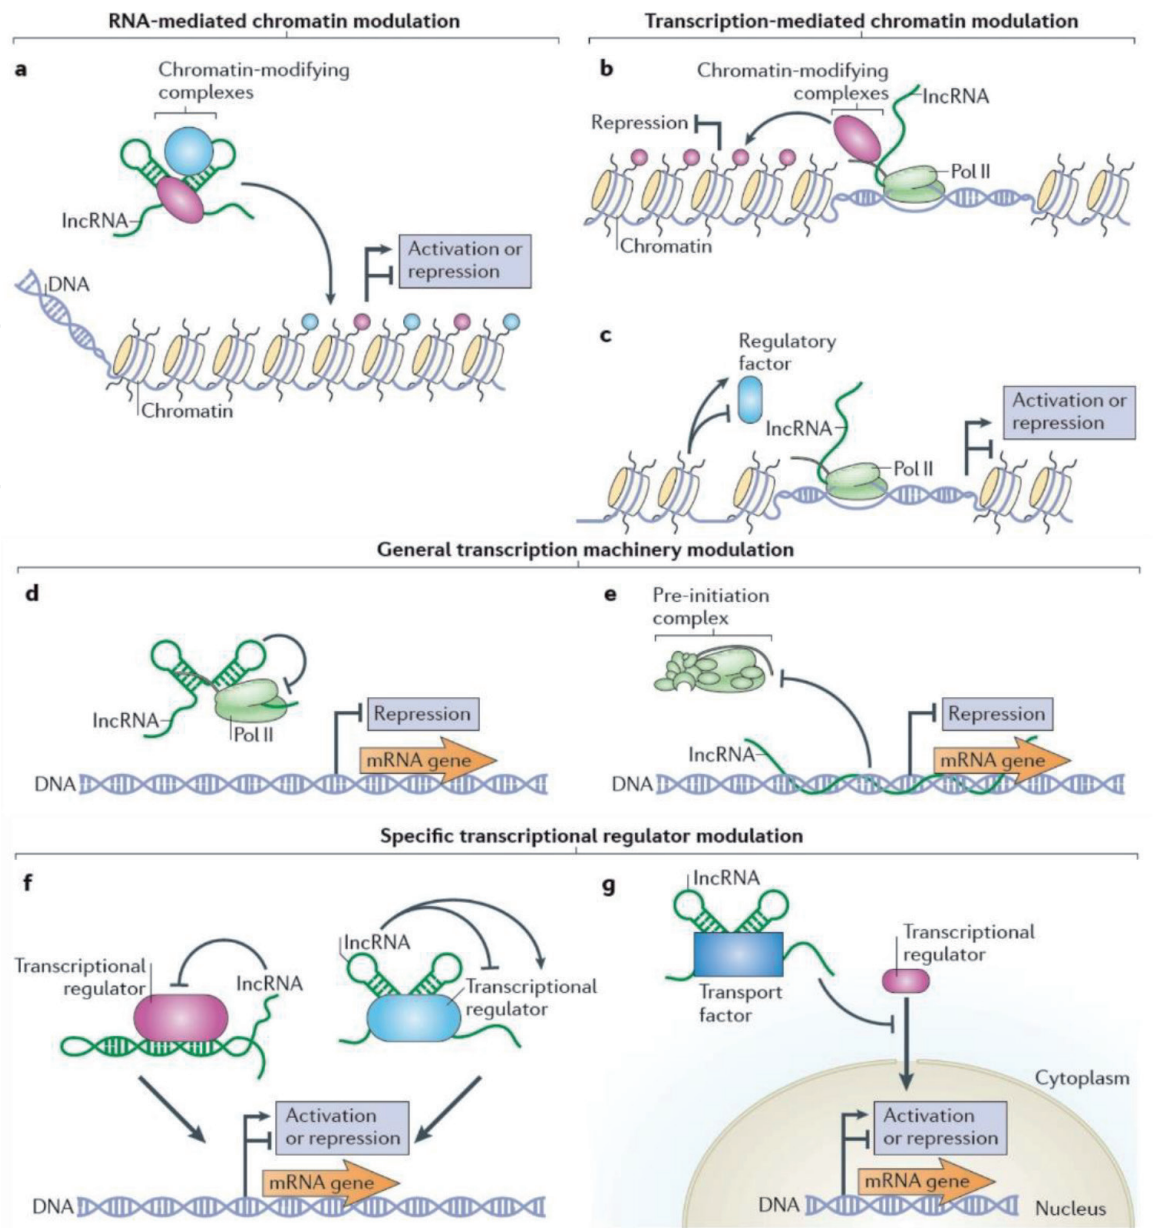 RNA-mediated chromatin modulation
Transcription-mediated chromatin modulation
a
Chromatin-modifying
complexes
lncRNA
DNA
Activation or
repression
Chromatin
b
Chromatin-modifying
complexes
lncRNA
Repression
Pol II
Chromatin
c
Regulatory
factor
lncRNA
Pol II
Activation or
repression
General transcription machinery modulation
d
lncRNA
Pol II
Repression
mRNA gene
DNA
e
Pre-initiation
complex
lncRNA
Repression
mRNA gene
DNA
Specific transcriptional regulator modulation
f
Transcriptional
regulator
lncRNA
lncRNA
Transcriptional
regulator
Activation
or repression
mRNA gene
DNA
g
lncRNA
Transport
factor
Transcriptional
regulator
Cytoplasm
Activation
or repression
mRNA gene
DNA
Nucleus